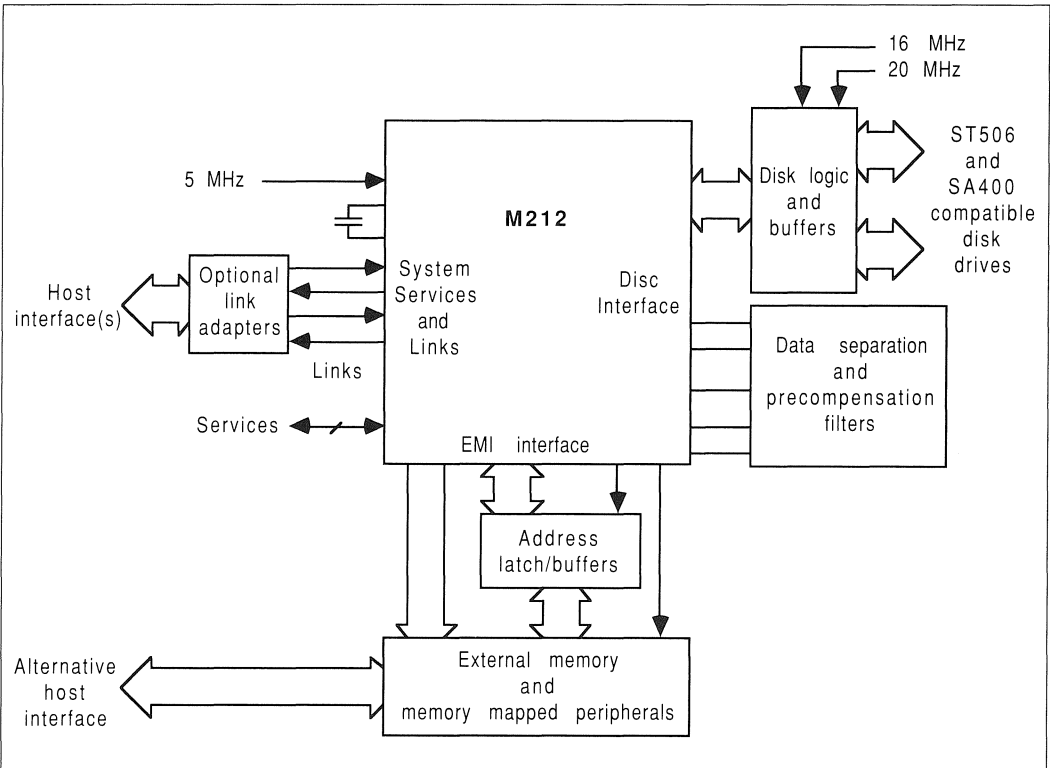 16 MHz
20 MHz
ST506
and
SA400
compatible
disk
drives
Disk logic
and
buffers
5 MHz
M212
System
Services
and
Links
Disc
Interface
Optional
link
adapters
Host
interface(s)
Links
Data separation
and
precompensation
filters
Services
EMI interface
Address
latch/buffers
External memory
and
memory mapped peripherals
Alternative
host
interface